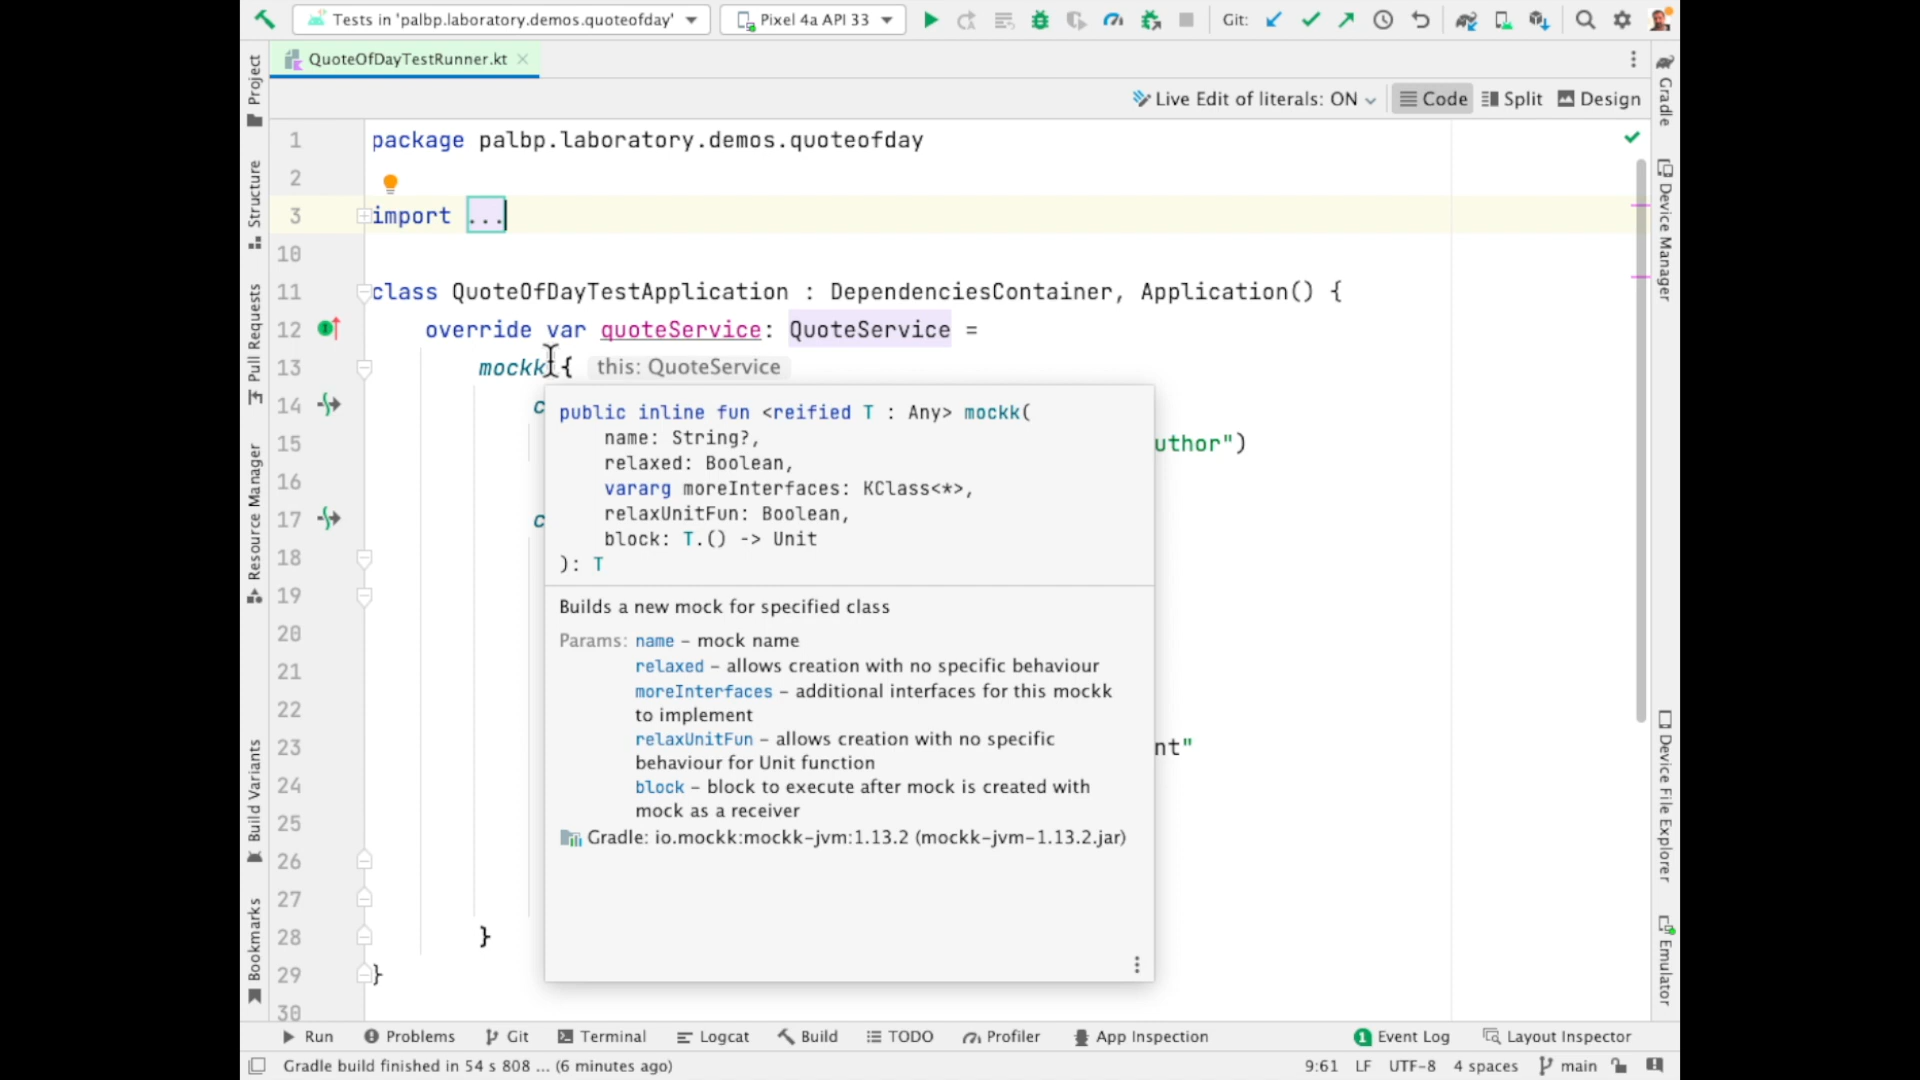 Tests in 'palbp.laboratory.demos.quoteofday'
Pixel 4a API 33
Git:
QuoteOfDayTestRunner.kt
Live Edit of literals: ON
Code
Split
Design
1 package palbp.laboratory.demos.quoteofday
2
3 import ...
10
11 class QuoteOfDayTestApplication : DependenciesContainer, Application() {
12 override var quoteService: QuoteService =
13 mockk { this: QuoteService
14 c
15 uthor")
16
17 c
18
19
20
21
22
23 nt"
24
25
26
27
28 }
29 }
30
public inline fun <reified T : Any> mockk(
name: String?,
relaxed: Boolean,
vararg moreInterfaces: KClass<*>,
relaxUnitFun: Boolean,
block: T.() -> Unit
): T
Builds a new mock for specified class
Params: name – mock name
relaxed – allows creation with no specific behaviour
moreInterfaces – additional interfaces for this mockk
to implement
relaxUnitFun – allows creation with no specific
behaviour for Unit function
block – block to execute after mock is created with
mock as a receiver
Gradle: io.mockk:mockk-jvm:1.13.2 (mockk-jvm-1.13.2.jar)
Project
Structure
Pull Requests
Resource Manager
Build Variants
Bookmarks
Gradle
Device Manager
Device File Explorer
Emulator
Run
Problems
Git
Terminal
Logcat
Build
TODO
Profiler
App Inspection
1 Event Log
Layout Inspector
Gradle build finished in 54 s 808 ... (6 minutes ago)
9:61 LF UTF-8 4 spaces main